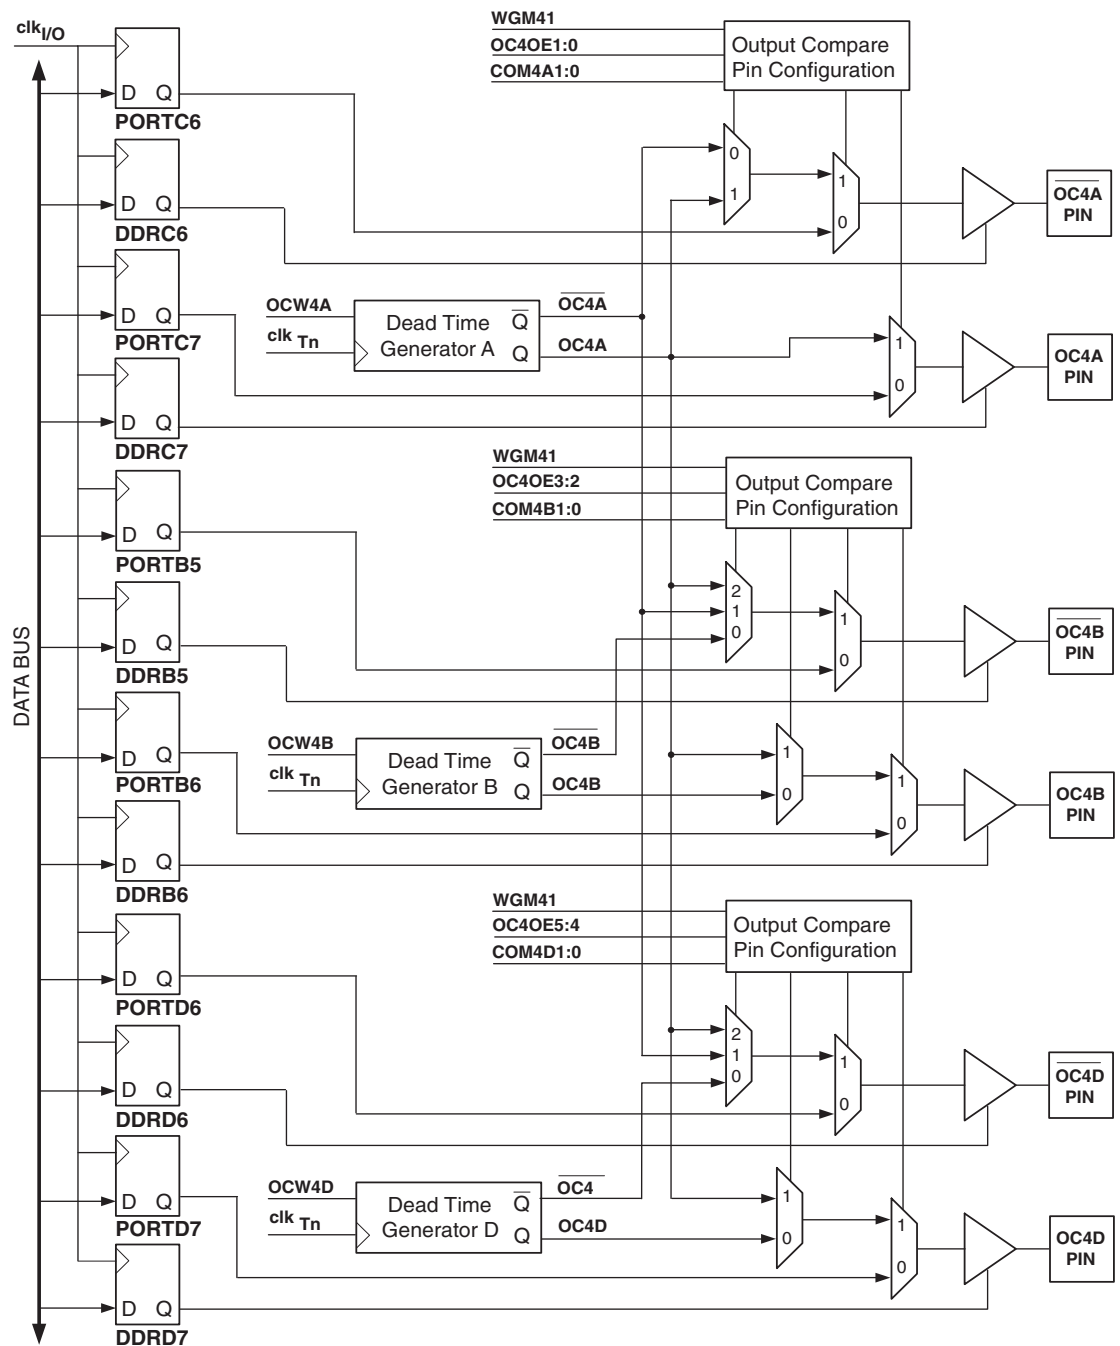 clkI/O
D Q
PORTC6
D Q
DDRC6
D Q
PORTC7
D Q
DDRC7
D Q
PORTB5
D Q
DDRB5
D Q
PORTB6
D Q
DDRB6
D Q
PORTD6
D Q
DDRD6
D Q
PORTD7
D Q
DDRD7
DATA BUS
WGM41
OC4OE1:0
COM4A1:0
Output Compare
Pin Configuration
0
1
1
0
OC4A
PIN
OCW4A
clk Tn
Dead Time
Generator A
Q
Q
OC4A
OC4A
1
0
OC4A
PIN
WGM41
OC4OE3:2
COM4B1:0
Output Compare
Pin Configuration
2
1
0
1
0
OC4B
PIN
OCW4B
clk Tn
Dead Time
Generator B
Q
Q
OC4B
OC4B
1
0
1
0
OC4B
PIN
WGM41
OC4OE5:4
COM4D1:0
Output Compare
Pin Configuration
2
1
0
1
0
OC4D
PIN
OCW4D
clk Tn
Dead Time
Generator D
Q
Q
OC4
OC4D
1
0
1
0
OC4D
PIN